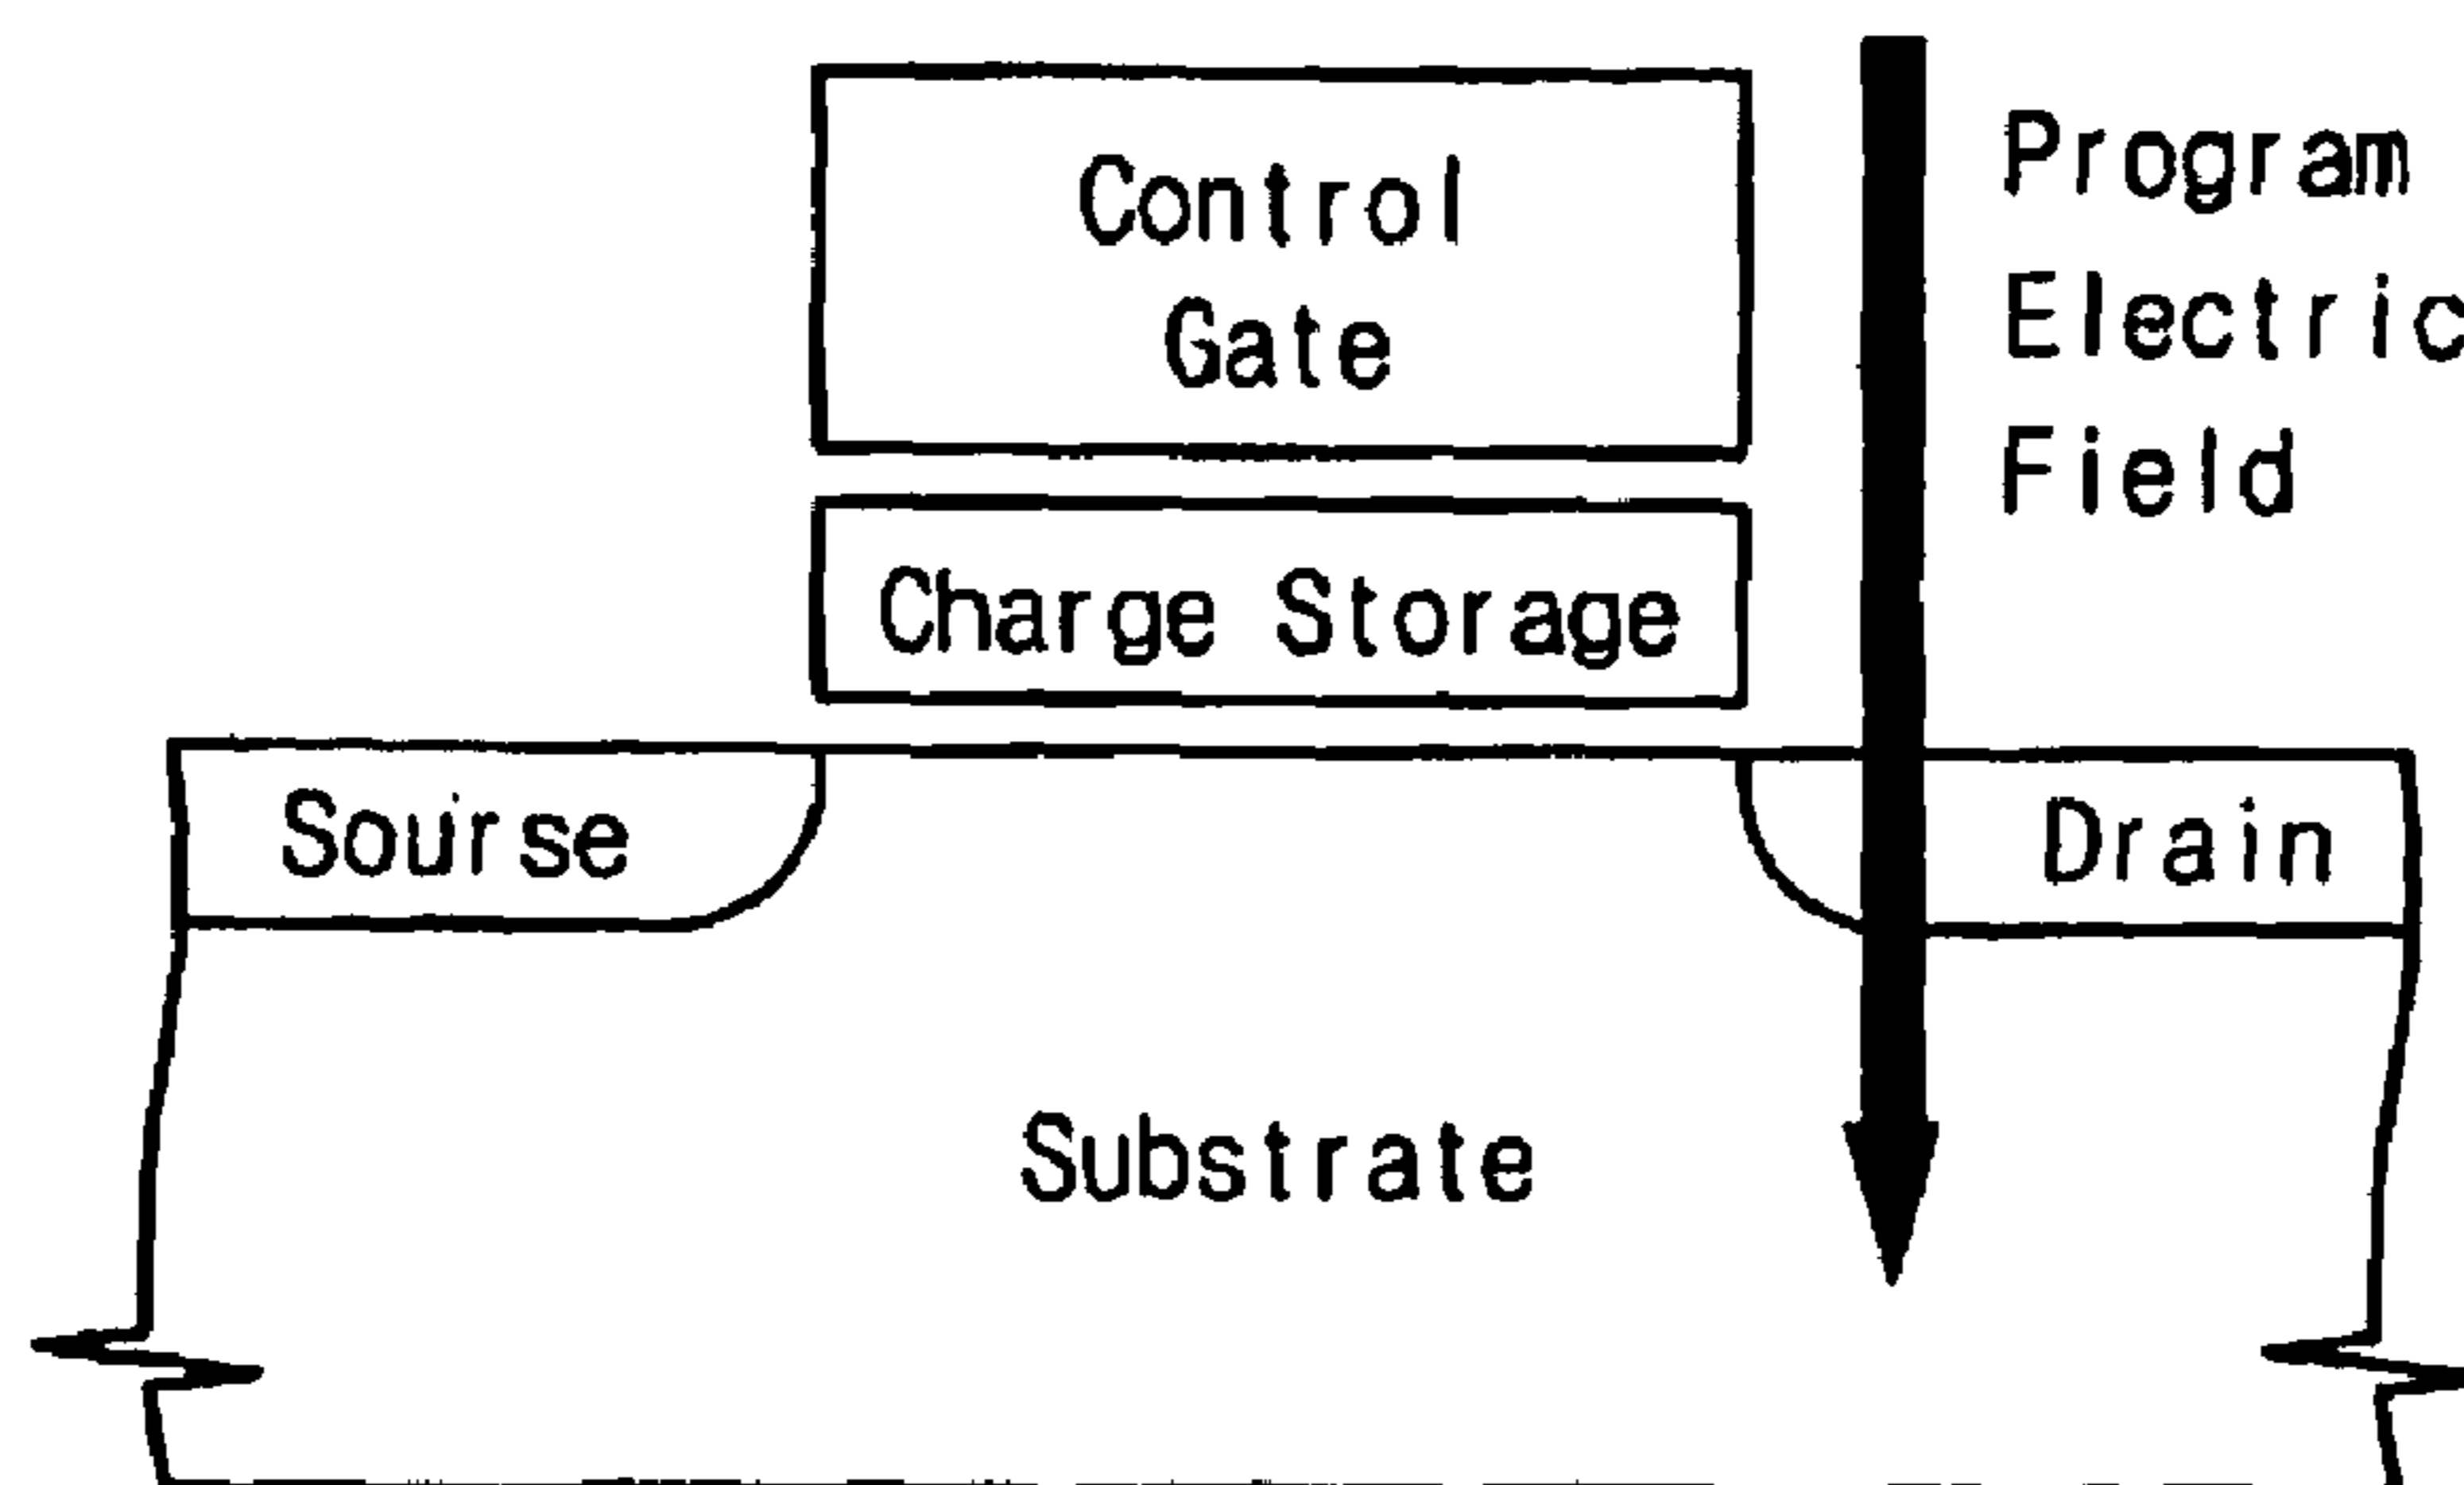 Control
Gate
Program
Electric
Field
Charge Storage
Sourse
Drain
Substrate